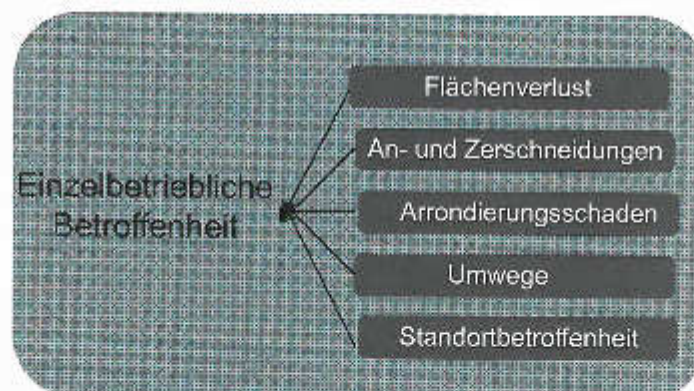 Einzelbetriebliche
Betroffenheit
Flächenverlust
An- und Zerschneidungen
Arrondierungsschaden
Umwege
Standortbetroffenheit